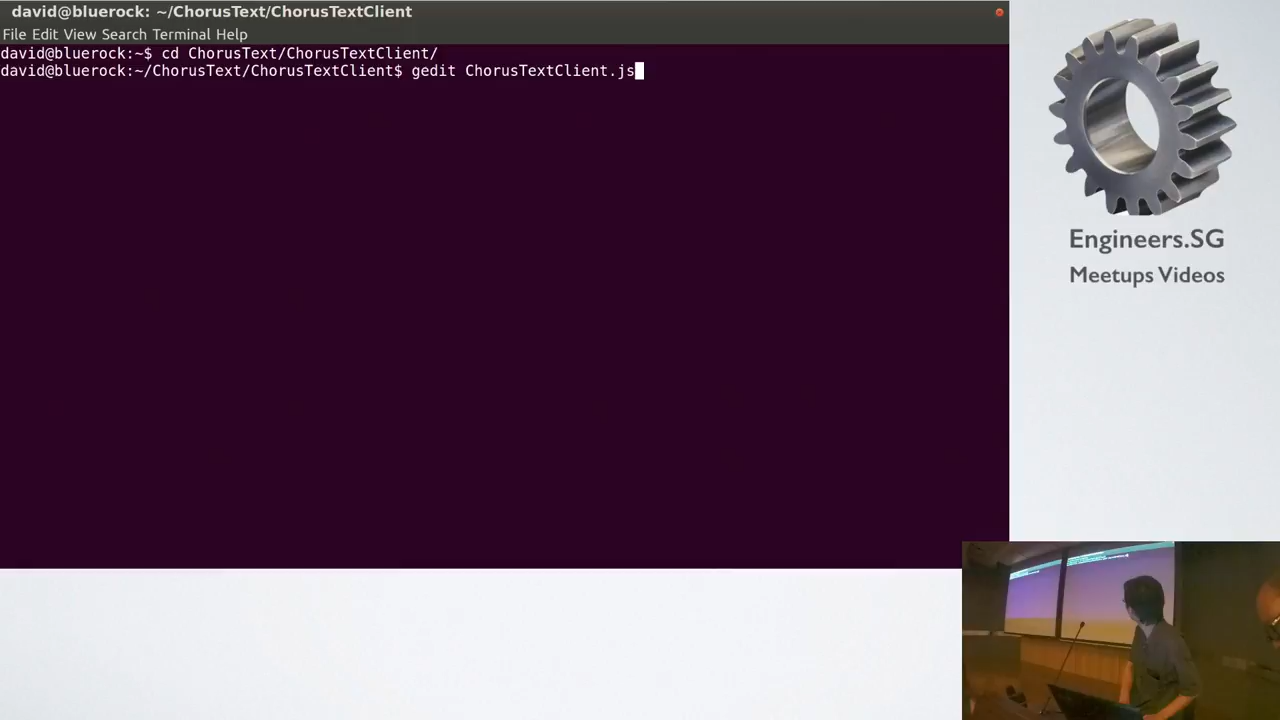 david@bluerock: ~/ChorusText/ChorusTextClient
File Edit View Search Terminal Help
david@bluerock:~$ cd ChorusText/ChorusTextClient/
david@bluerock:~/ChorusText/ChorusTextClient$ gedit ChorusTextClient.js
Engineers.SG
Meetups Videos